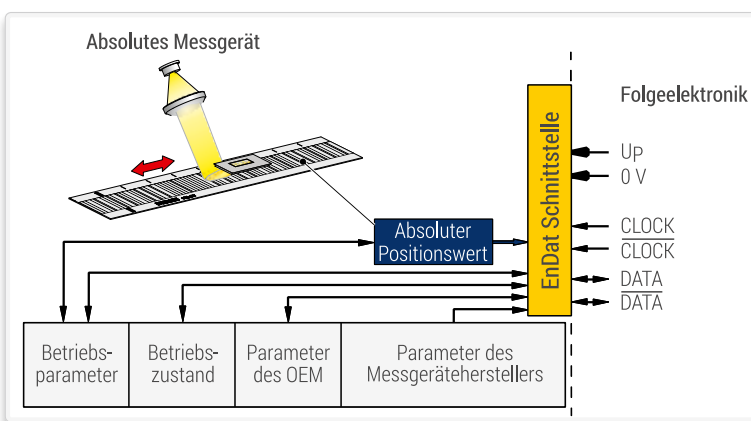 Absolutes Messgerät
Folgeelektronik
EnDat Schnittstelle
UP
0 V
Absoluter
Positionswert
CLOCK
CLOCK
DATA
DATA
Betriebs-
parameter
Betriebs-
zustand
Parameter
des OEM
Parameter des
Messgeräteherstellers